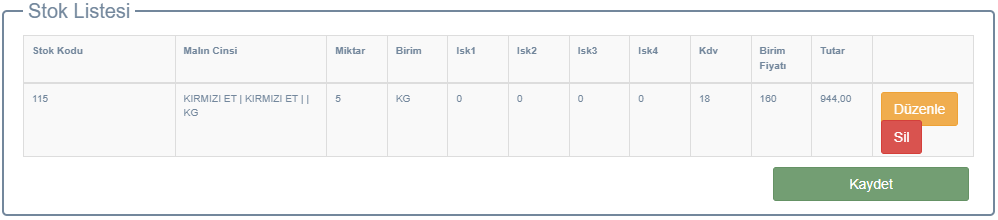 Stok Listesi
Stok Kodu Malın Cinsi Miktar Birim Isk1 Isk2 Isk3 Isk4 Kdv Birim Fiyatı Tutar
115 KIRMIZI ET | KIRMIZI ET | | KG 5 KG 0 0 0 0 18 160 944,00 Düzenle
Sil
Kaydet